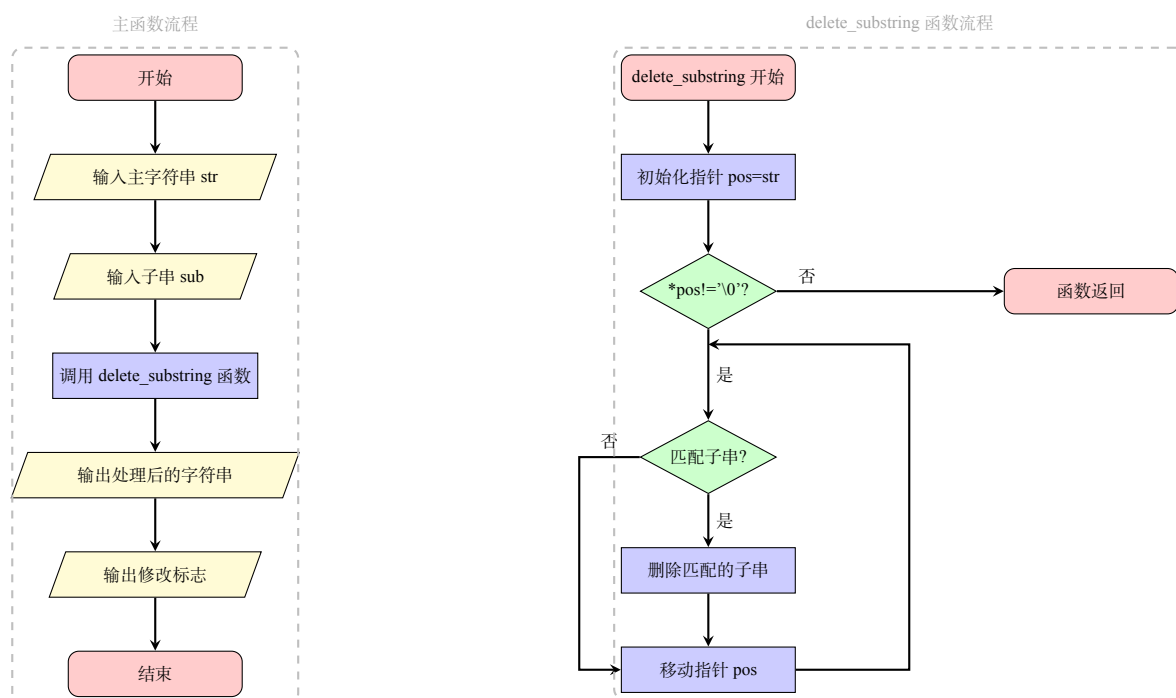 主函数流程
开始
输入主字符串 str
输入子串 sub
调用 delete_substring 函数
输出处理后的字符串
输出修改标志
结束
delete_substring 函数流程
delete_substring 开始
初始化指针 pos=str
*pos!=’\0’?
否
函数返回
是
匹配子串?
否
是
删除匹配的子串
移动指针 pos